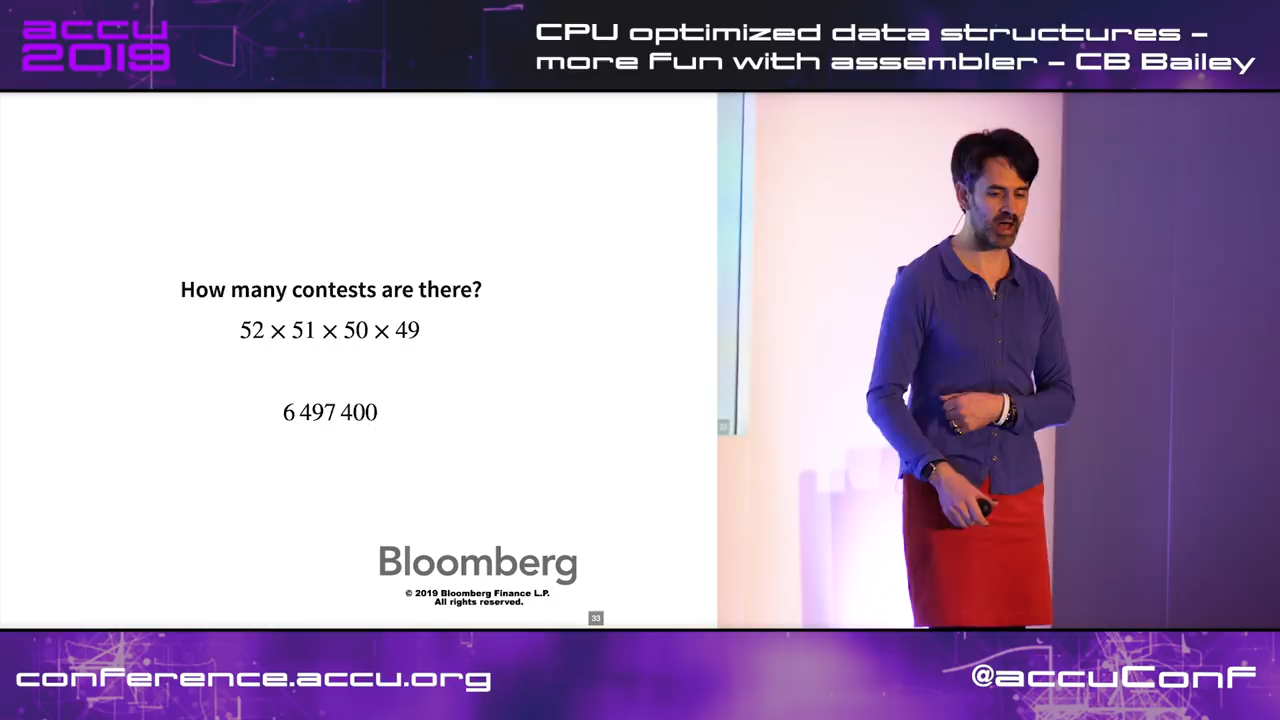 accu
2019
CPU optimized data structures –
more fun with assembler – CB Bailey
How many contests are there?
52 × 51 × 50 × 49
6 497 400
Bloomberg
© 2019 Bloomberg Finance L.P.
All rights reserved.
33
conference.accu.org
@accuConf